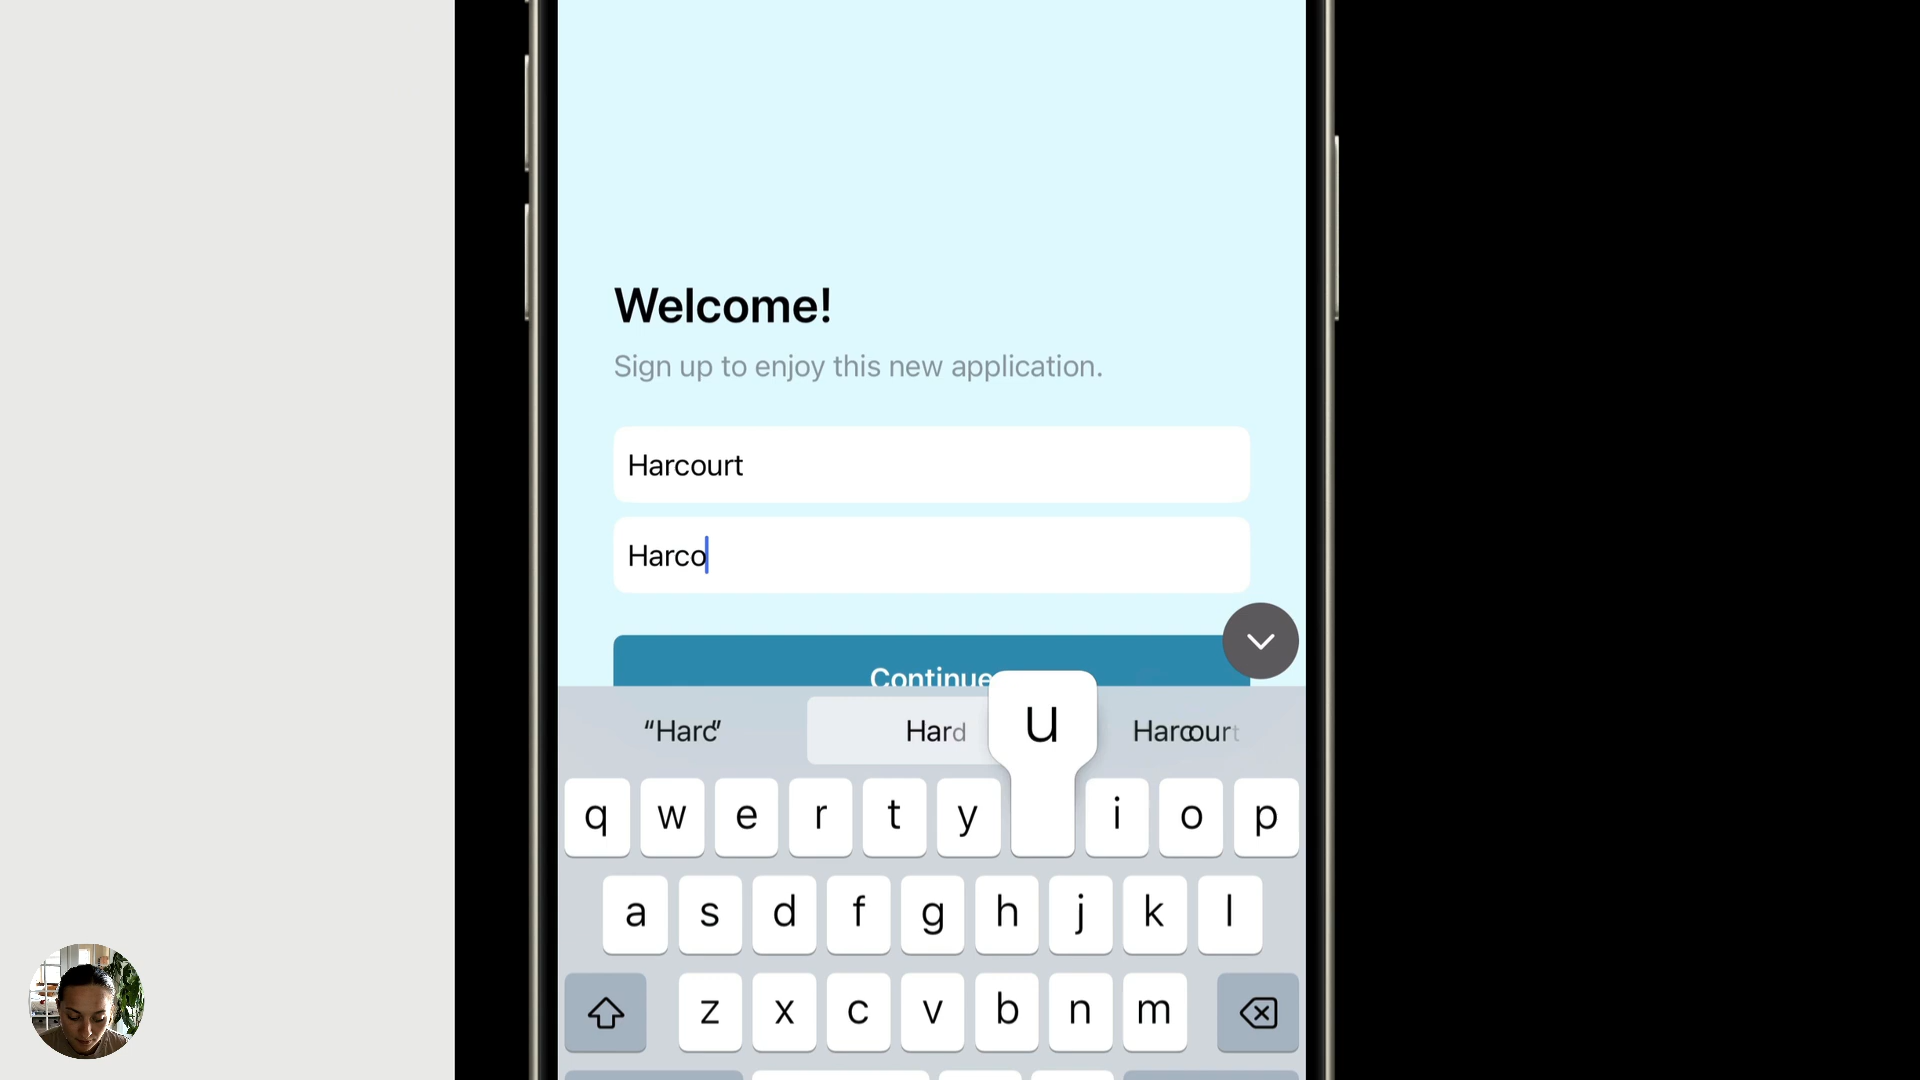 Welcome!
Sign up to enjoy this new application.
Harcourt
Harco
Continue
“Harc” Hard Harcourt
q w e r t y u i o p
a s d f g h j k l
z x c v b n m